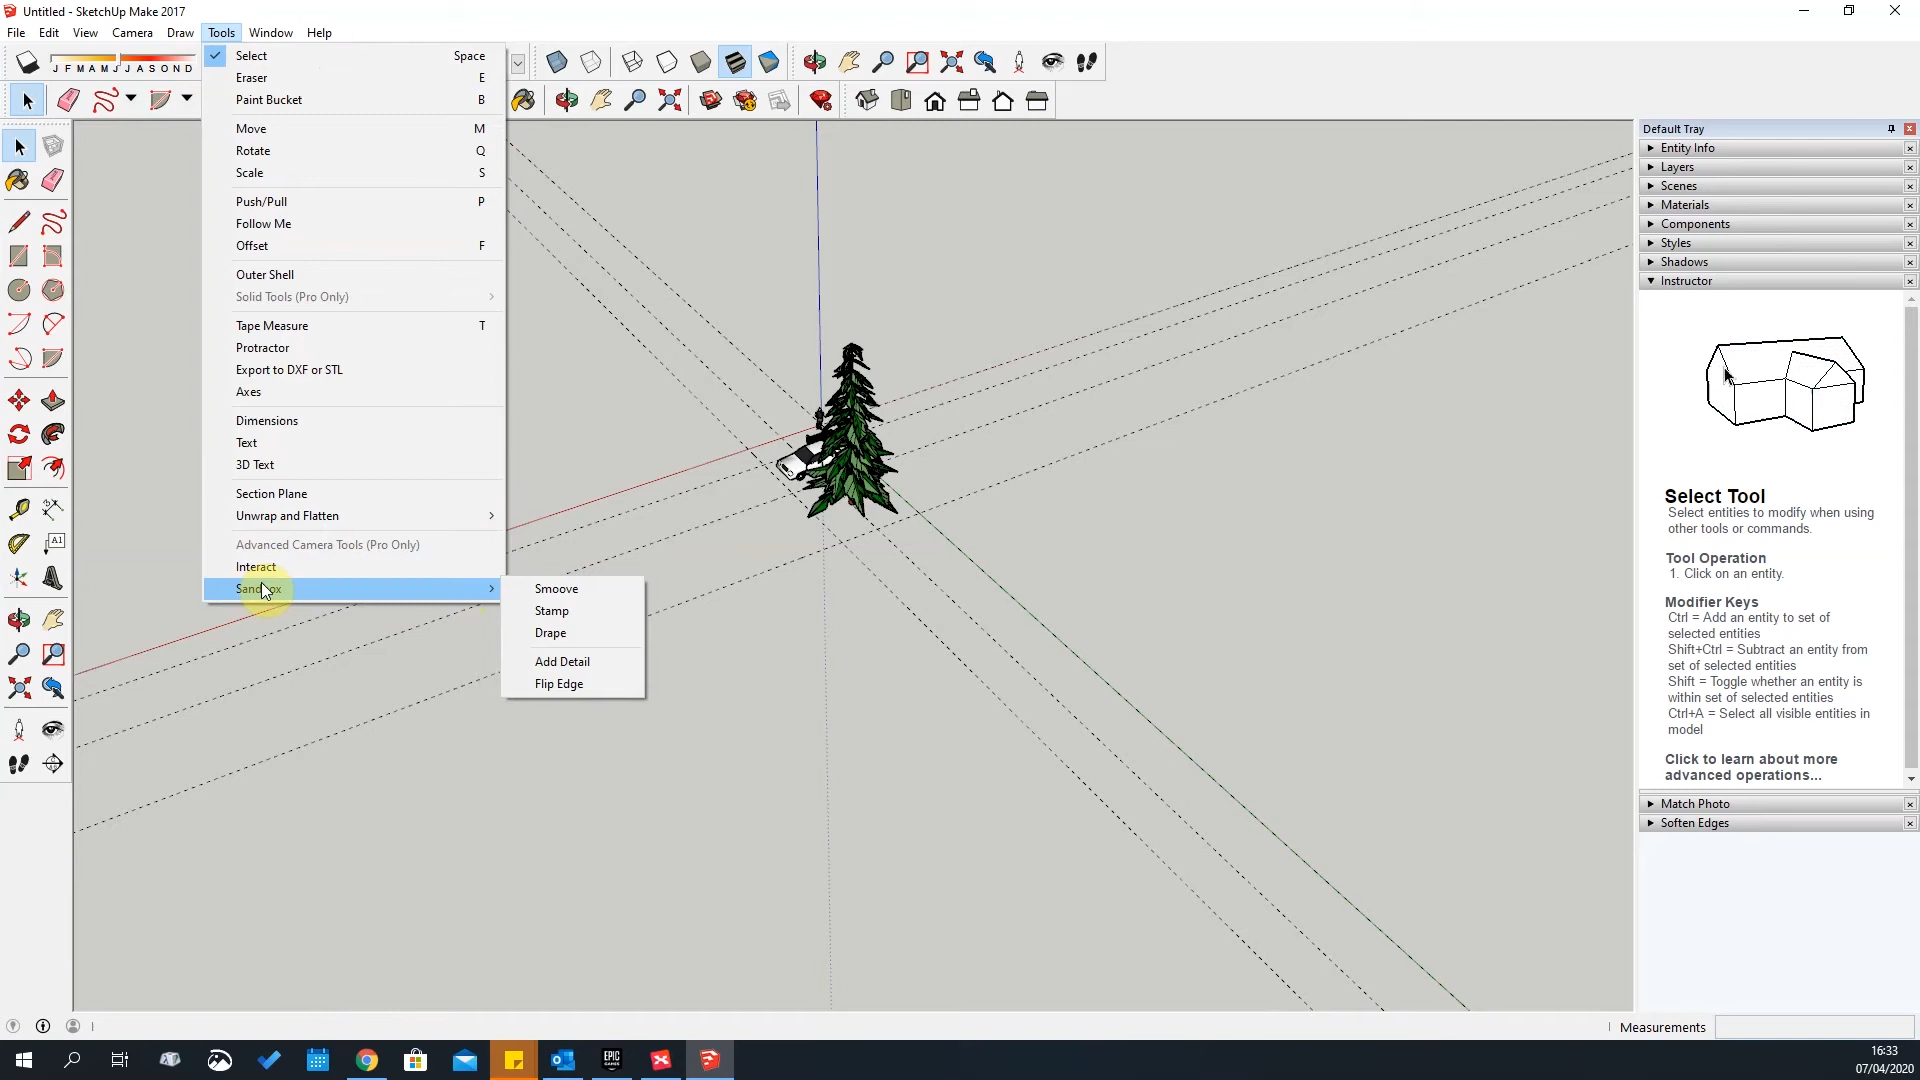 Untitled - SketchUp Make 2017
File Edit View Camera Draw Tools Window Help
J F M A M J J A S O N D
Select Space
Eraser E
Paint Bucket B
Move M
Rotate Q
Scale S
Push/Pull P
Follow Me
Offset F
Outer Shell
Solid Tools (Pro Only)
Tape Measure T
Protractor
Export to DXF or STL
Axes
Dimensions
Text
3D Text
Section Plane
Unwrap and Flatten
Advanced Camera Tools (Pro Only)
Interact
Sandbox
Smoove
Stamp
Drape
Add Detail
Flip Edge
Default Tray
Entity Info
Layers
Scenes
Materials
Components
Styles
Shadows
Instructor
Select Tool
Select entities to modify when using
other tools or commands.
Tool Operation
1. Click on an entity.
Modifier Keys
Ctrl = Add an entity to set of
selected entities
Shift+Ctrl = Subtract an entity from
set of selected entities
Shift = Toggle whether an entity is
within set of selected entities
Ctrl+A = Select all visible entities in
model
Click to learn about more
advanced operations...
Match Photo
Soften Edges
A1
Measurements
EPIC
GAMES
16:33
07/04/2020